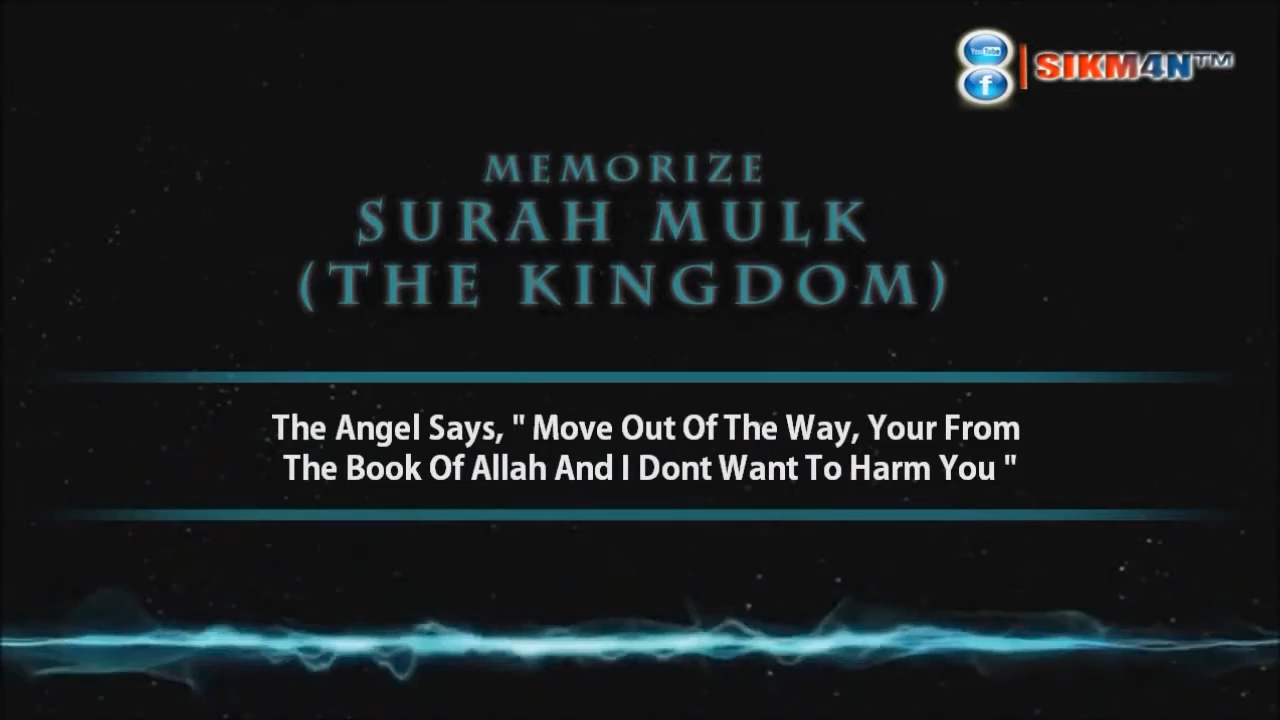 YouTube
f
SIKM4N™
MEMORIZE
SURAH MULK
(THE KINGDOM)
The Angel Says, " Move Out Of The Way, Your From
The Book Of Allah And I Dont Want To Harm You "